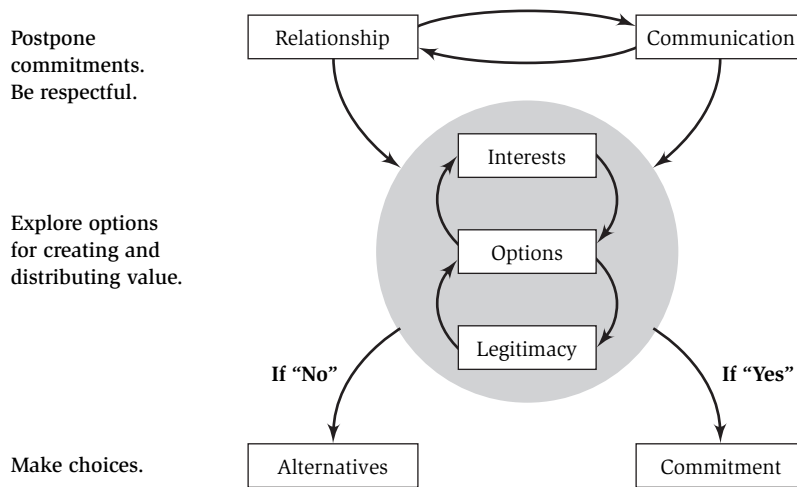 Postpone
commitments.
Be respectful.
Relationship
Communication
Interests
Explore options
for creating and
distributing value.
Options
Legitimacy
If “No”
If “Yes”
Make choices.
Alternatives
Commitment